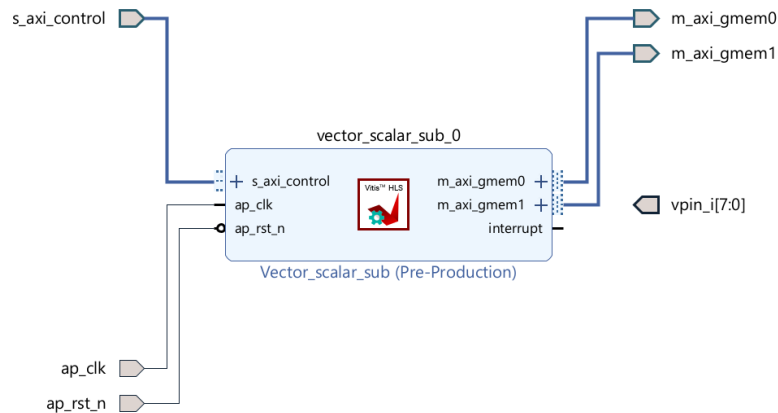 s_axi_control
m_axi_gmem0
m_axi_gmem1
vector_scalar_sub_0
s_axi_control
ap_clk
ap_rst_n
Vitis™ HLS
m_axi_gmem0
m_axi_gmem1
interrupt
vpin_i[7:0]
Vector_scalar_sub (Pre-Production)
ap_clk
ap_rst_n